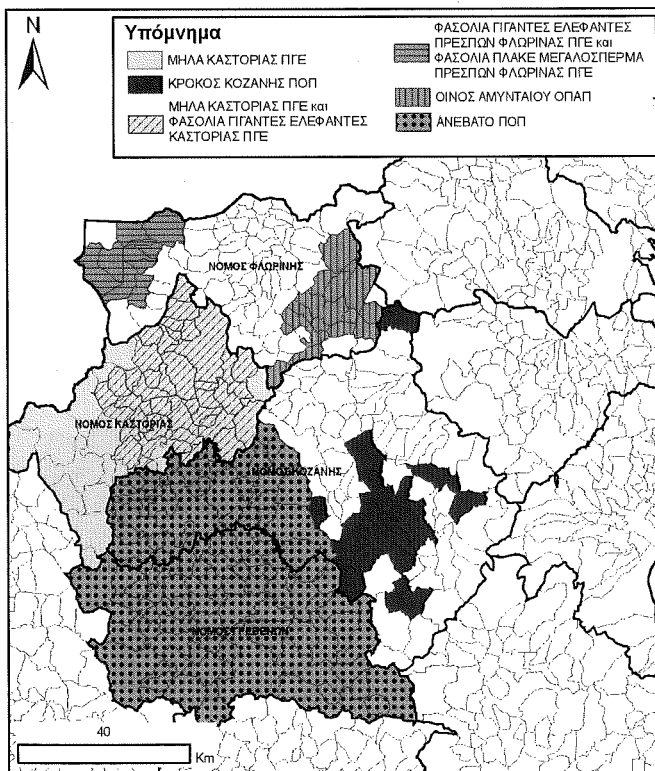 N
Υπόμνημα
ΜΗΛΑ ΚΑΣΤΟΡΙΑΣ ΠΓΕ
ΚΡΟΚΟΣ ΚΟΖΑΝΗΣ ΠΟΠ
ΜΗΛΑ ΚΑΣΤΟΡΙΑΣ ΠΓΕ και
ΦΑΣΟΛΙΑ ΓΙΓΑΝΤΕΣ ΕΛΕΦΑΝΤΕΣ
ΚΑΣΤΟΡΙΑΣ ΠΓΕ
ΦΑΣΟΛΙΑ ΓΙΓΑΝΤΕΣ ΕΛΕΦΑΝΤΕΣ
ΠΡΕΣΠΩΝ ΦΛΩΡΙΝΑΣ ΠΓΕ και
ΦΑΣΟΛΙΑ ΠΛΑΚΕ ΜΕΓΑΛΟΣΠΕΡΜΑ
ΠΡΕΣΠΩΝ ΦΛΩΡΙΝΑΣ ΠΓΕ
ΟΙΝΟΣ ΑΜΥΝΤΑΙΟΥ ΟΠΑΠ
ΑΝΕΒΑΤΟ ΠΟΠ
ΝΟΜΟΣ ΦΛΩΡΙΝΗΣ
ΝΟΜΟΣ ΚΑΣΤΟΡΙΑΣ
ΝΟΜΟΣ ΚΟΖΑΝΗΣ
40
Km